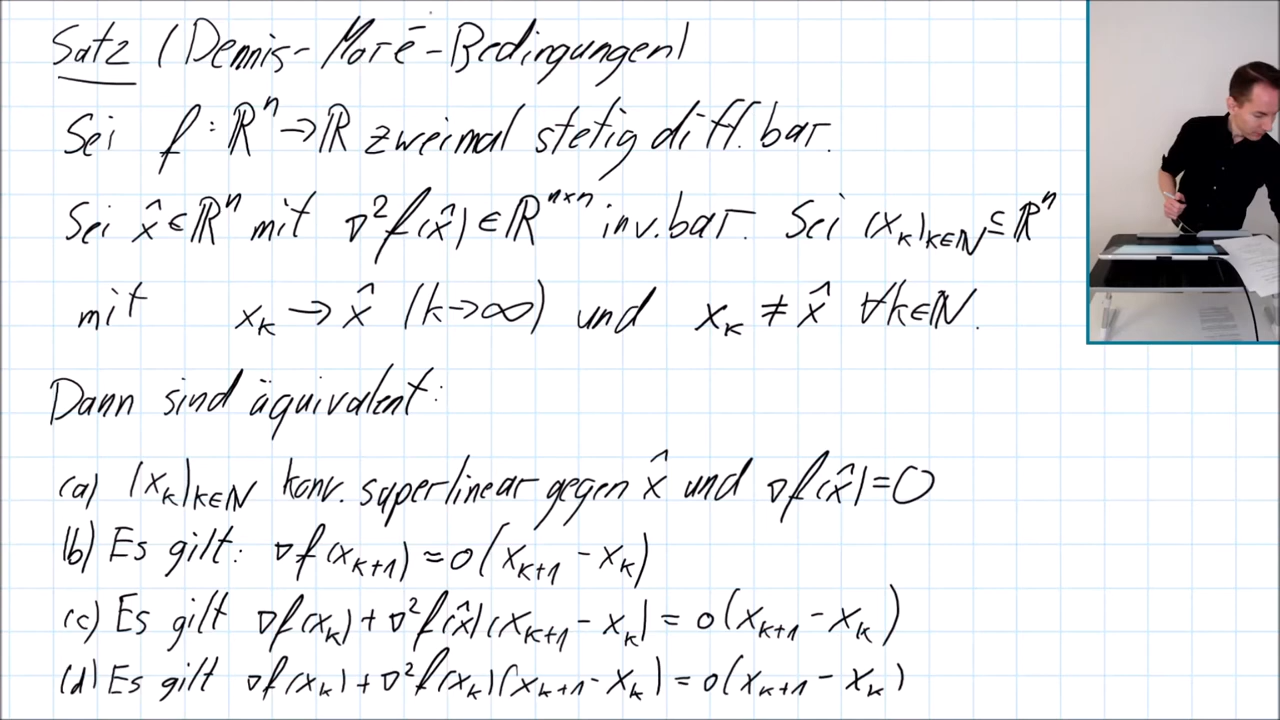 Satz (Dennis-Moré-Bedingungen)
Sei f : ℝⁿ → ℝ zweimal stetig diff.bar.
Sei x̂ ∈ ℝⁿ mit ∇²f(x̂) ∈ ℝⁿˣⁿ inv.bar. Sei (xₖ)ₖ∈ℕ ⊆ ℝⁿ
mit xₖ → x̂ (k→∞) und xₖ ≠ x̂ ∀k∈ℕ.
Dann sind äquivalent:
(a) (xₖ)ₖ∈ℕ konv. superlinear gegen x̂ und ∇f(x̂)=0
(b) Es gilt: ∇f(xₖ₊₁) = o(xₖ₊₁ - xₖ)
(c) Es gilt ∇f(xₖ) + ∇²f(x̂)(xₖ₊₁ - xₖ) = o(xₖ₊₁ - xₖ)
(d) Es gilt ∇f(xₖ) + ∇²f(xₖ)(xₖ₊₁ - xₖ) = o(xₖ₊₁ - xₖ)